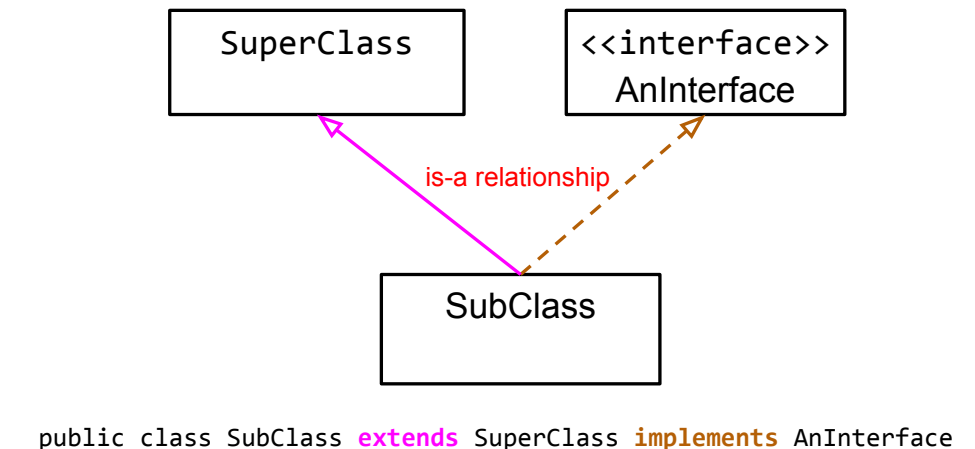 SuperClass
<<interface>>
AnInterface
is-a relationship
SubClass
public class SubClass extends SuperClass implements AnInterface